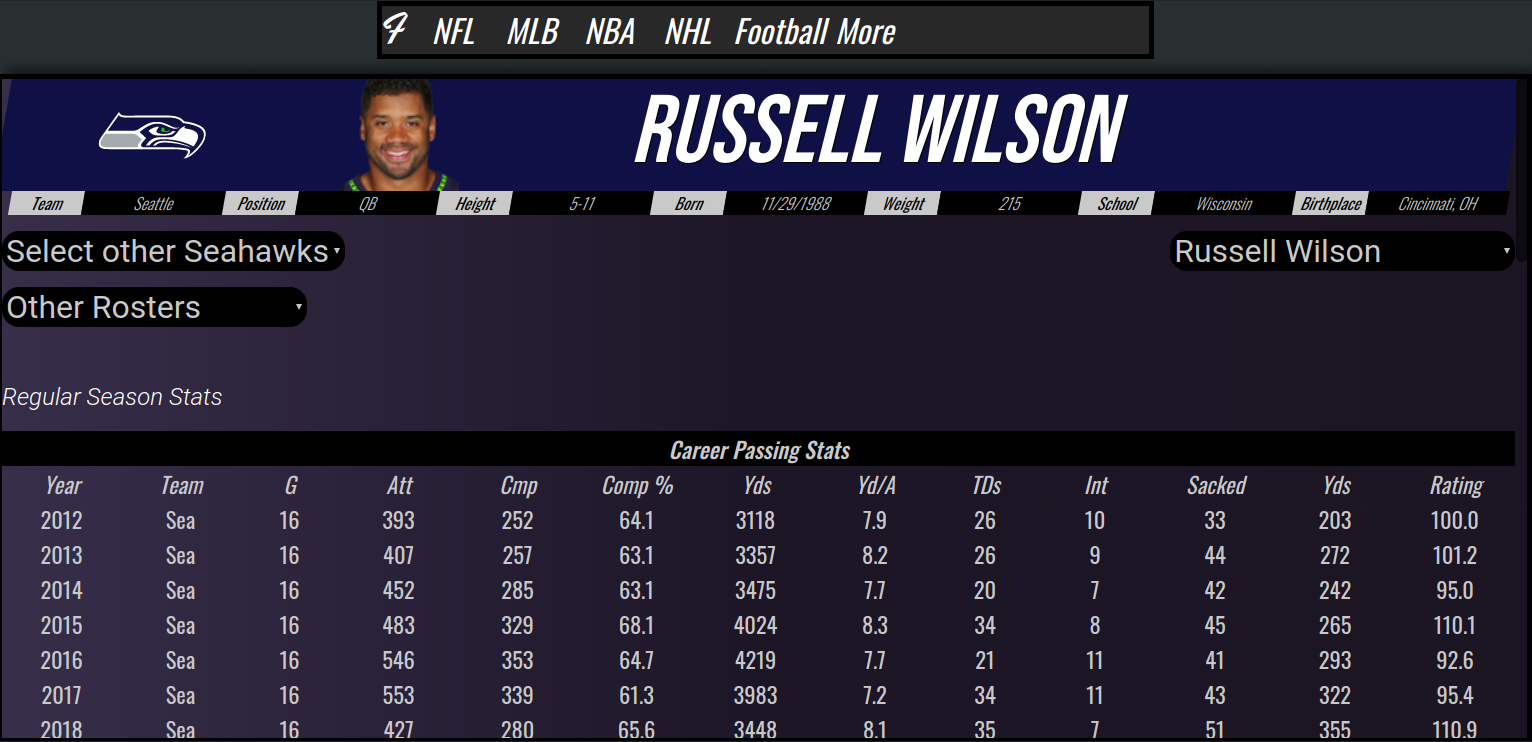 F NFL MLB NBA NHL Football More
RUSSELL WILSON
Team Seattle Position QB Height 5-11 Born 11/29/1988 Weight 215 School Wisconsin Birthplace Cincinnati, OH
Select other Seahawks Russell Wilson
Other Rosters
Regular Season Stats
Career Passing Stats
Year Team G Att Cmp Comp % Yds Yd/A TDs Int Sacked Yds Rating
2012 Sea 16 393 252 64.1 3118 7.9 26 10 33 203 100.0
2013 Sea 16 407 257 63.1 3357 8.2 26 9 44 272 101.2
2014 Sea 16 452 285 63.1 3475 7.7 20 7 42 242 95.0
2015 Sea 16 483 329 68.1 4024 8.3 34 8 45 265 110.1
2016 Sea 16 546 353 64.7 4219 7.7 21 11 41 293 92.6
2017 Sea 16 553 339 61.3 3983 7.2 34 11 43 322 95.4
2018 Sea 16 427 280 65.6 3448 8.1 35 7 51 355 110.9